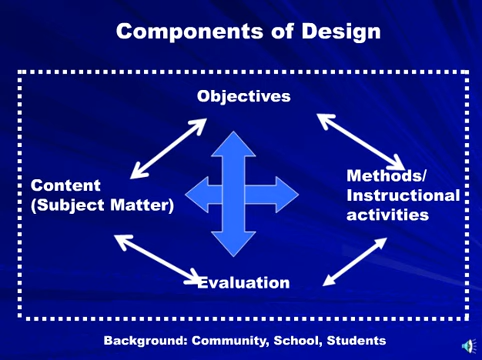 Components of Design
Objectives
Content
(Subject Matter)
Methods/
Instructional
activities
Evaluation
Background: Community, School, Students